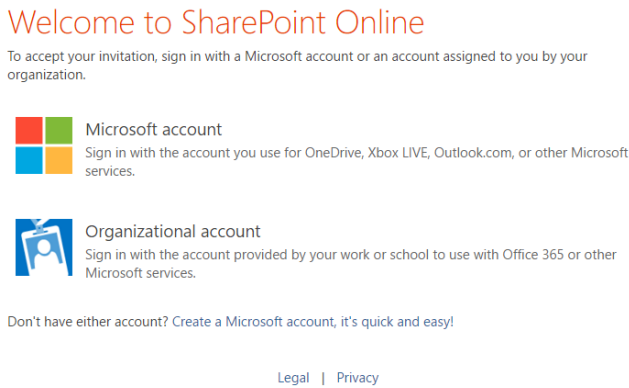 Welcome to SharePoint Online
To accept your invitation, sign in with a Microsoft account or an account assigned to you by your
organization.
Microsoft account
Sign in with the account you use for OneDrive, Xbox LIVE, Outlook.com, or other Microsoft
services.
Organizational account
Sign in with the account provided by your work or school to use with Office 365 or other
Microsoft services.
Don't have either account? Create a Microsoft account, it's quick and easy!
Legal | Privacy